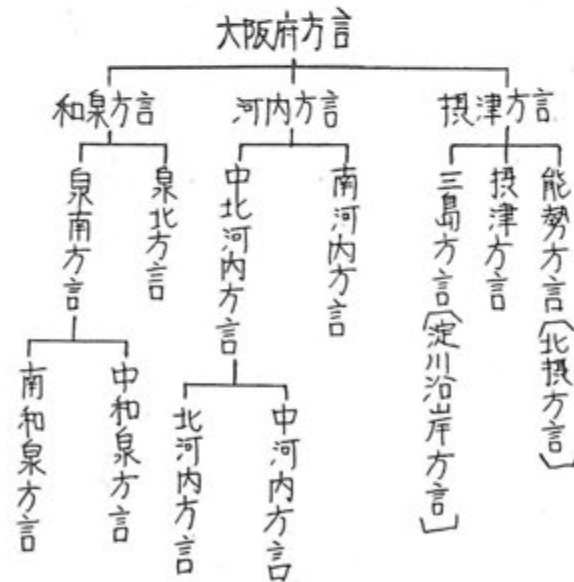 大阪府方言
和泉方言
河内方言
摂津方言
泉南方言
泉北方言
中北河内方言
南河内方言
三島方言〔淀川沿岸方言〕
摂津方言
能勢方言〔北摂方言〕
南和泉方言
中和泉方言
北河内方言
中河内方言